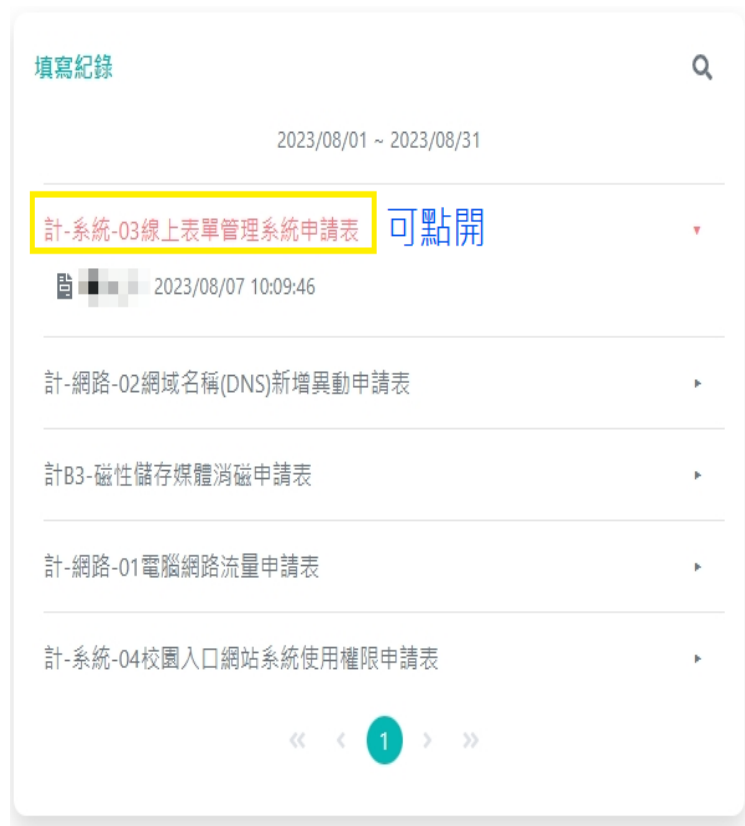 填寫紀錄
2023/08/01 ~ 2023/08/31
計-系統-03線上表單管理系統申請表 可點開
2023/08/07 10:09:46
計-網路-02網域名稱(DNS)新增異動申請表
計B3-磁性儲存媒體消磁申請表
計-網路-01電腦網路流量申請表
計-系統-04校園入口網站系統使用權限申請表
« ‹ 1 › »